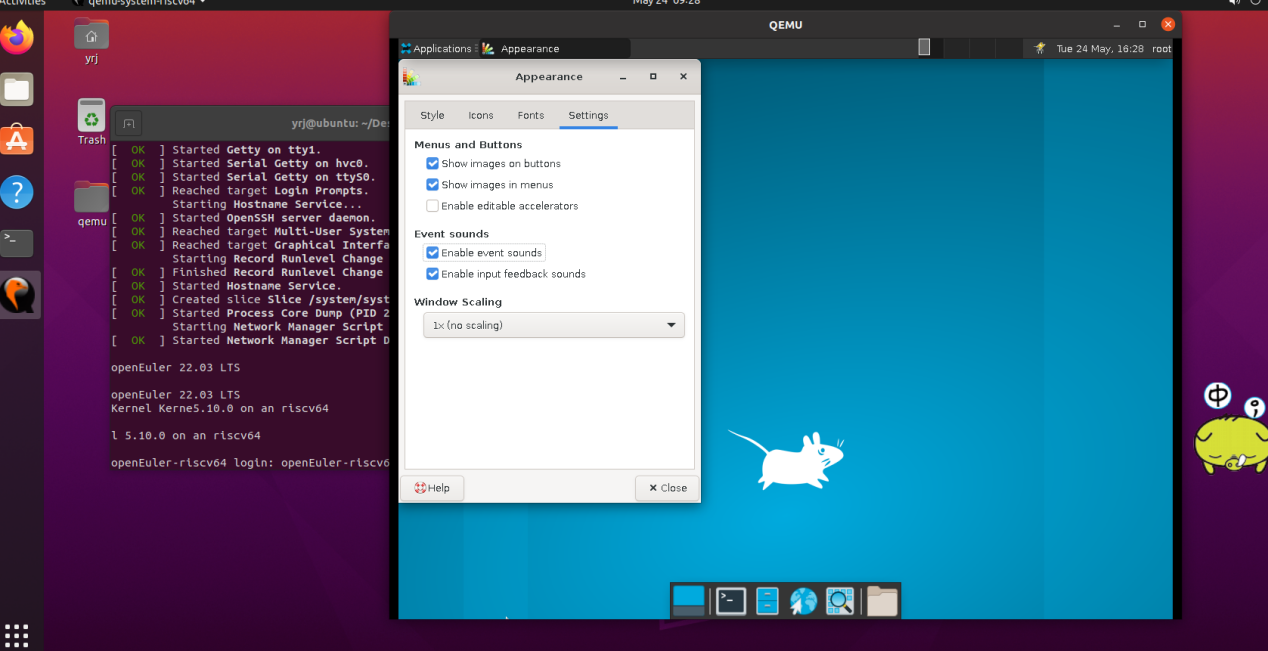 Activities
qemu-system-riscv64
May 24 09:28
yrj
Trash
qemu
yrj@ubuntu: ~/Des
[  OK  ] Started Getty on tty1.
[  OK  ] Started Serial Getty on hvc0.
[  OK  ] Started Serial Getty on ttyS0.
[  OK  ] Reached target Login Prompts.
Starting Hostname Service...
[  OK  ] Started OpenSSH server daemon.
[  OK  ] Reached target Multi-User System
[  OK  ] Reached target Graphical Interfa
Starting Record Runlevel Change
[  OK  ] Finished Record Runlevel Change
[  OK  ] Started Hostname Service.
[  OK  ] Created slice Slice /system/syst
[  OK  ] Started Process Core Dump (PID 2
Starting Network Manager Script
[  OK  ] Started Network Manager Script D
openEuler 22.03 LTS
openEuler 22.03 LTS
Kernel Kerne5.10.0 on an riscv64
l 5.10.0 on an riscv64
openEuler-riscv64 login: openEuler-riscv6
QEMU
Applications
Appearance
Tue 24 May, 16:28
root
Appearance
Style
Icons
Fonts
Settings
Menus and Buttons
Show images on buttons
Show images in menus
Enable editable accelerators
Event sounds
Enable event sounds
Enable input feedback sounds
Window Scaling
1x (no scaling)
Help
Close
中